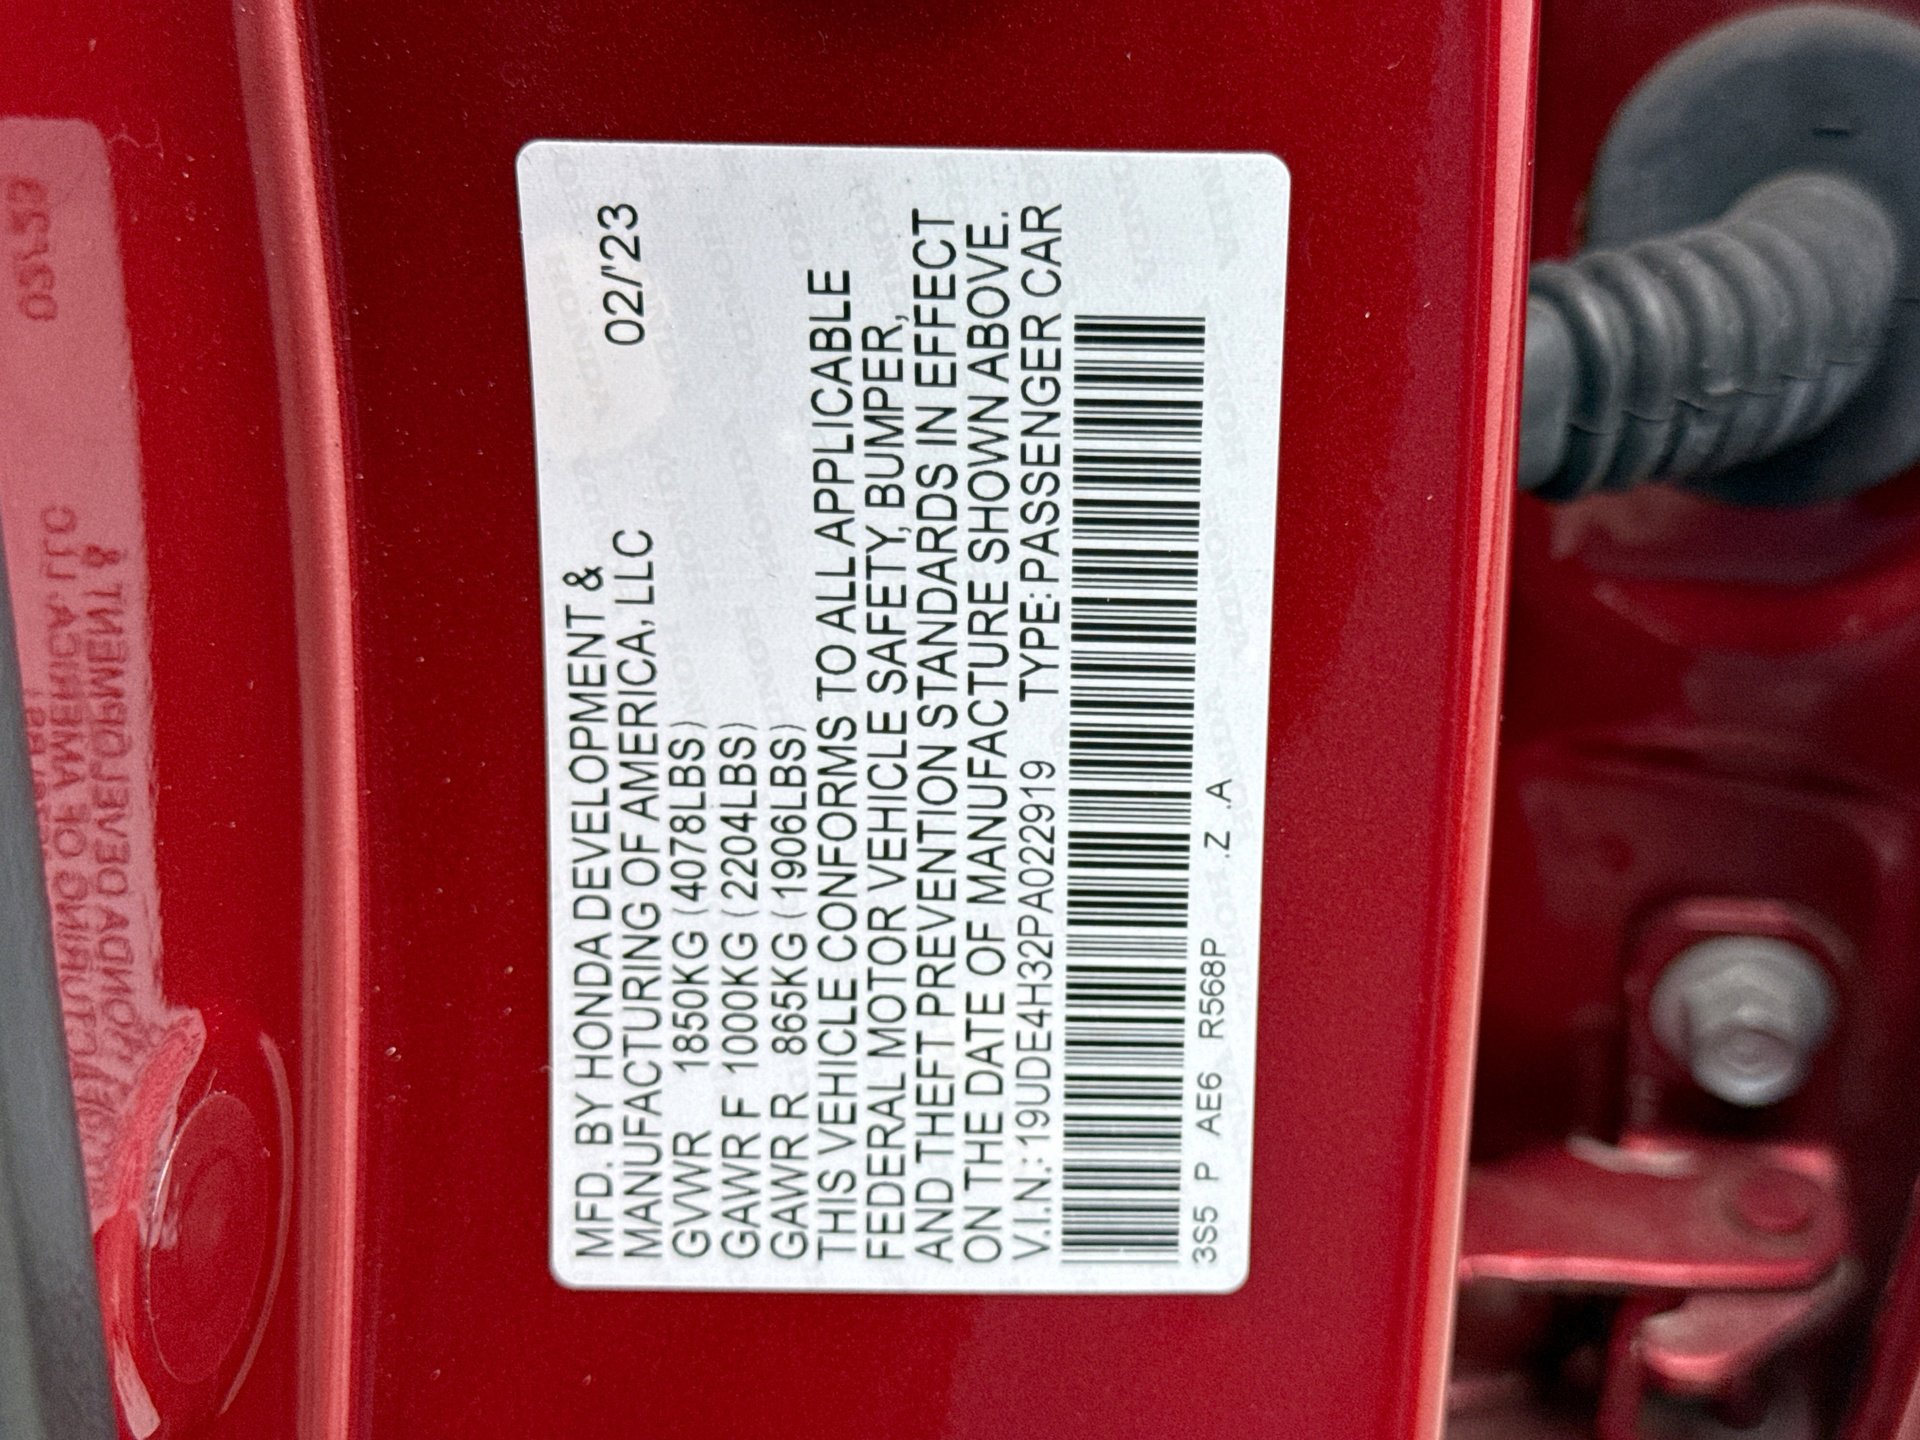 MFD. BY HONDA DEVELOPMENT &
MANUFACTURING OF AMERICA, LLC 02/'23
GVWR 1850KG (4078LBS)
GAWR F 1000KG (2204LBS)
GAWR R 865KG (1906LBS)
THIS VEHICLE CONFORMS TO ALL APPLICABLE
FEDERAL MOTOR VEHICLE SAFETY, BUMPER,
AND THEFT PREVENTION STANDARDS IN EFFECT
ON THE DATE OF MANUFACTURE SHOWN ABOVE.
V.I.N.: 19UDE4H32PA022919 TYPE: PASSENGER CAR
3S5 P AE6 R568P .Z .A